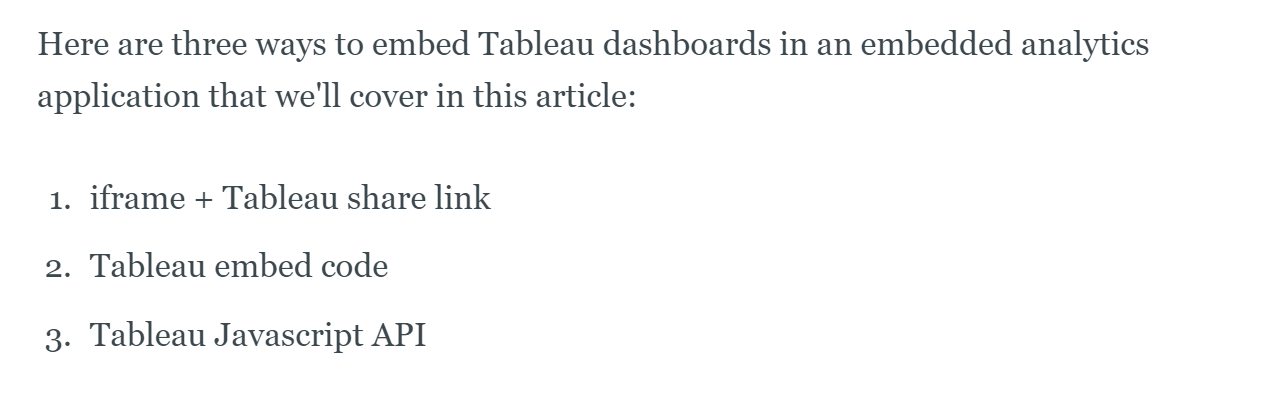 Here are three ways to embed Tableau dashboards in an embedded analytics
application that we'll cover in this article:
1. iframe + Tableau share link
2. Tableau embed code
3. Tableau Javascript API